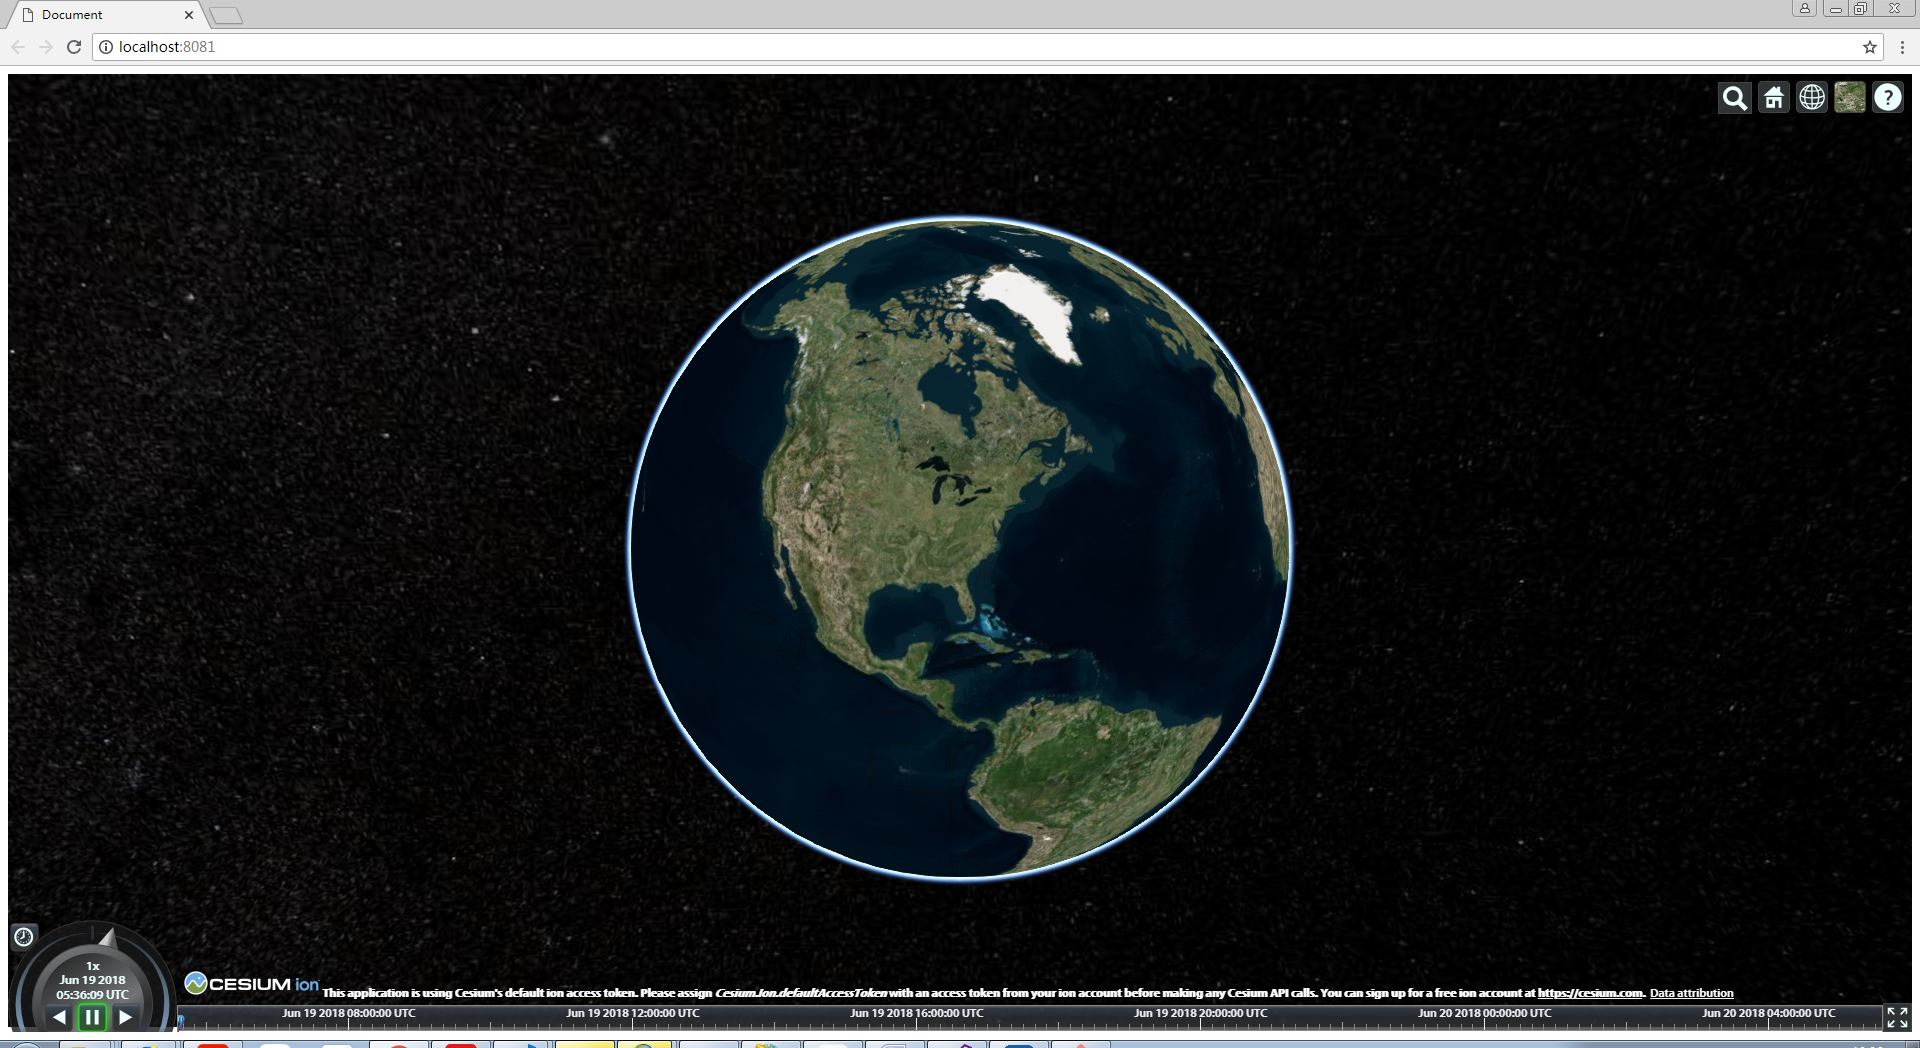 Document
localhost:8081
?
1x
Jun 19 2018
05:36:09 UTC
CESIUM ion This application is using Cesium's default ion access token. Please assign Cesium.Ion.defaultAccessToken with an access token from your ion account before making any Cesium API calls. You can sign up for a free ion account at https://cesium.com. Data attribution
Jun 19 2018 08:00:00 UTC Jun 19 2018 12:00:00 UTC Jun 19 2018 16:00:00 UTC Jun 19 2018 20:00:00 UTC Jun 20 2018 00:00:00 UTC Jun 20 2018 04:00:00 UTC